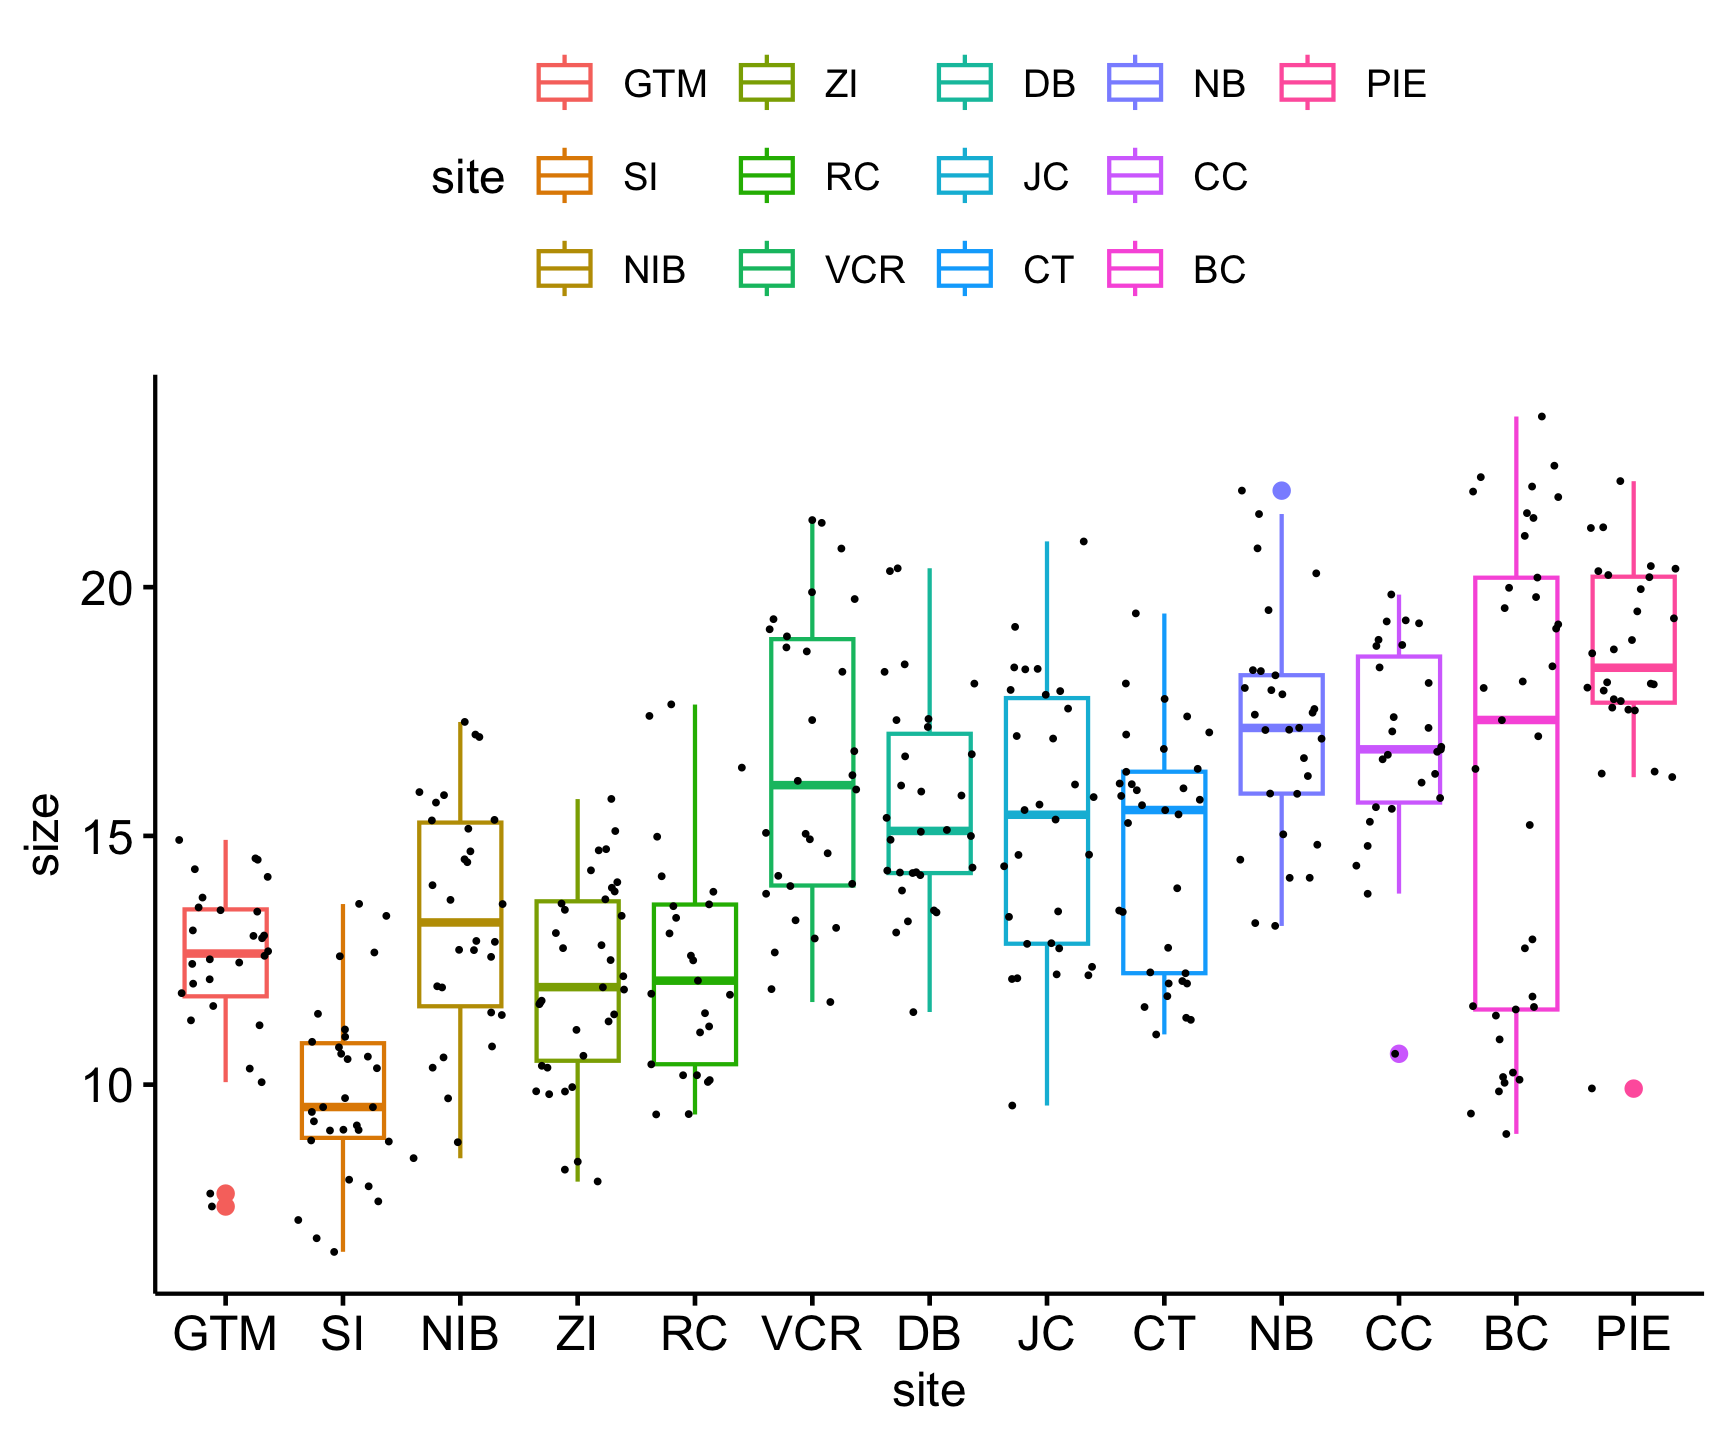 GTM ZI DB NB PIE
site SI RC JC CC
NIB VCR CT BC
size
20
15
10
GTM SI NIB ZI RC VCR DB JC CT NB CC BC PIE
site